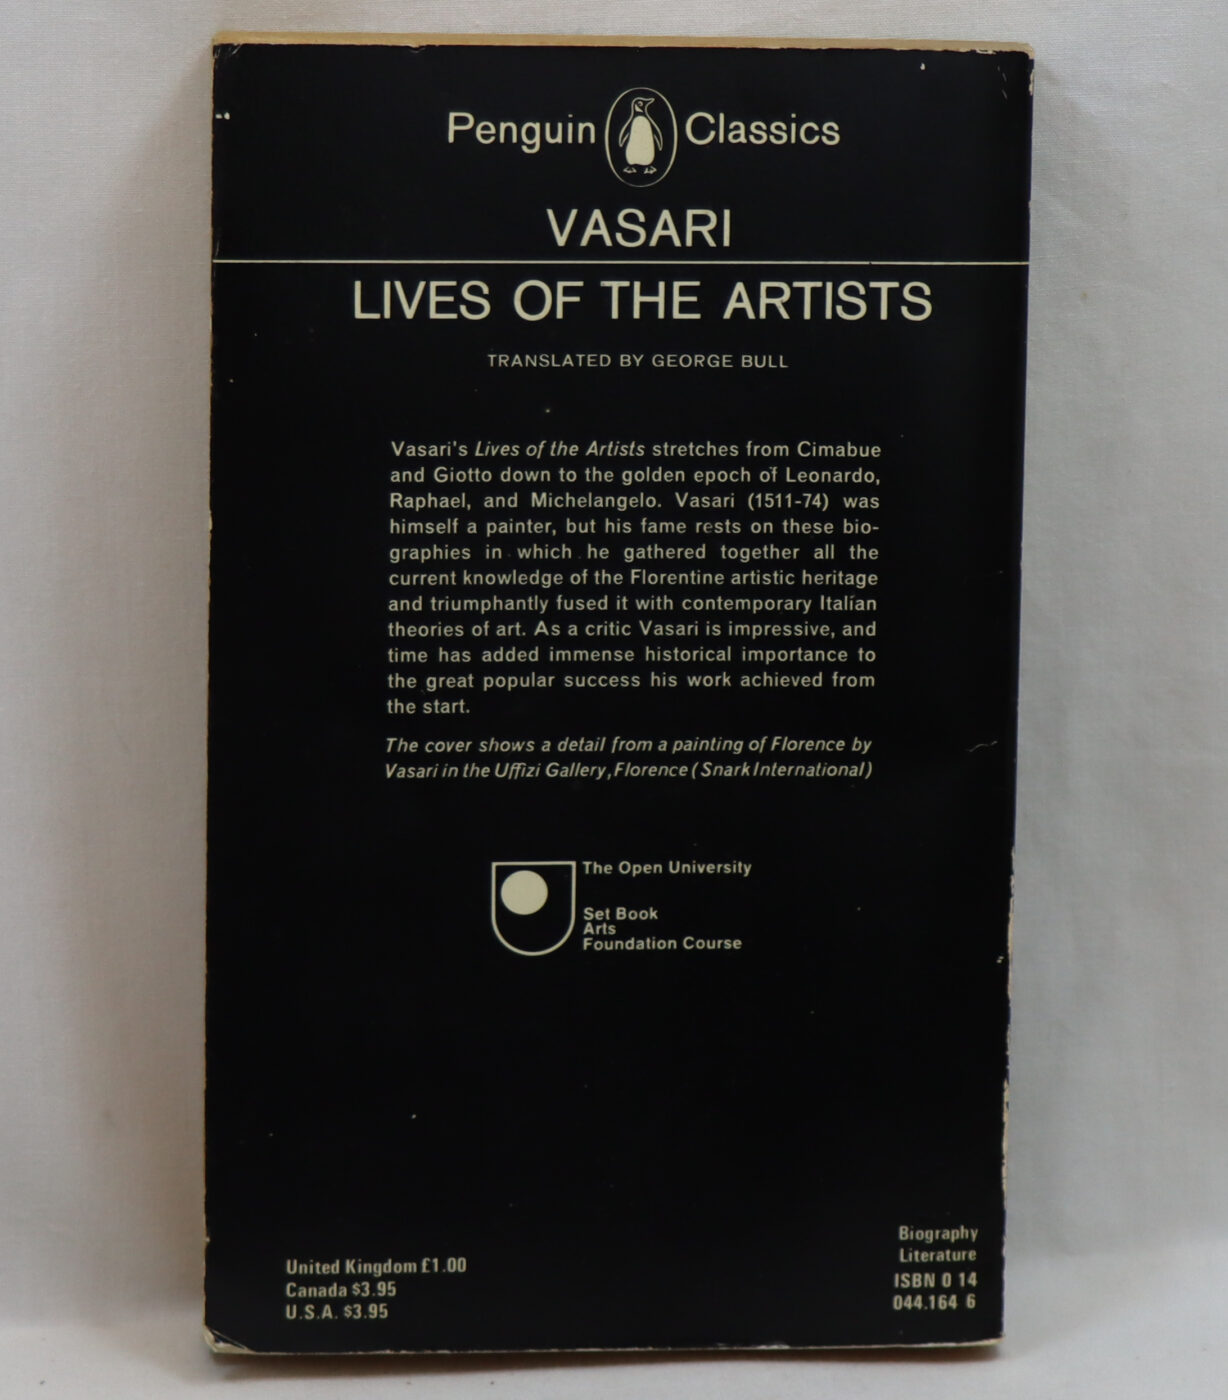 Penguin Classics
VASARI
LIVES OF THE ARTISTS
TRANSLATED BY GEORGE BULL
Vasari's Lives of the Artists stretches from Cimabue
and Giotto down to the golden epoch of Leonardo,
Raphael, and Michelangelo. Vasari (1511-74) was
himself a painter, but his fame rests on these bio-
graphies in which he gathered together all the
current knowledge of the Florentine artistic heritage
and triumphantly fused it with contemporary Italian
theories of art. As a critic Vasari is impressive, and
time has added immense historical importance to
the great popular success his work achieved from
the start.
The cover shows a detail from a painting of Florence by
Vasari in the Uffizi Gallery, Florence (Snark International)
The Open University
Set Book
Arts
Foundation Course
United Kingdom £1.00
Canada $3.95
U.S.A. $3.95
Biography
Literature
ISBN 0 14
044.164 6